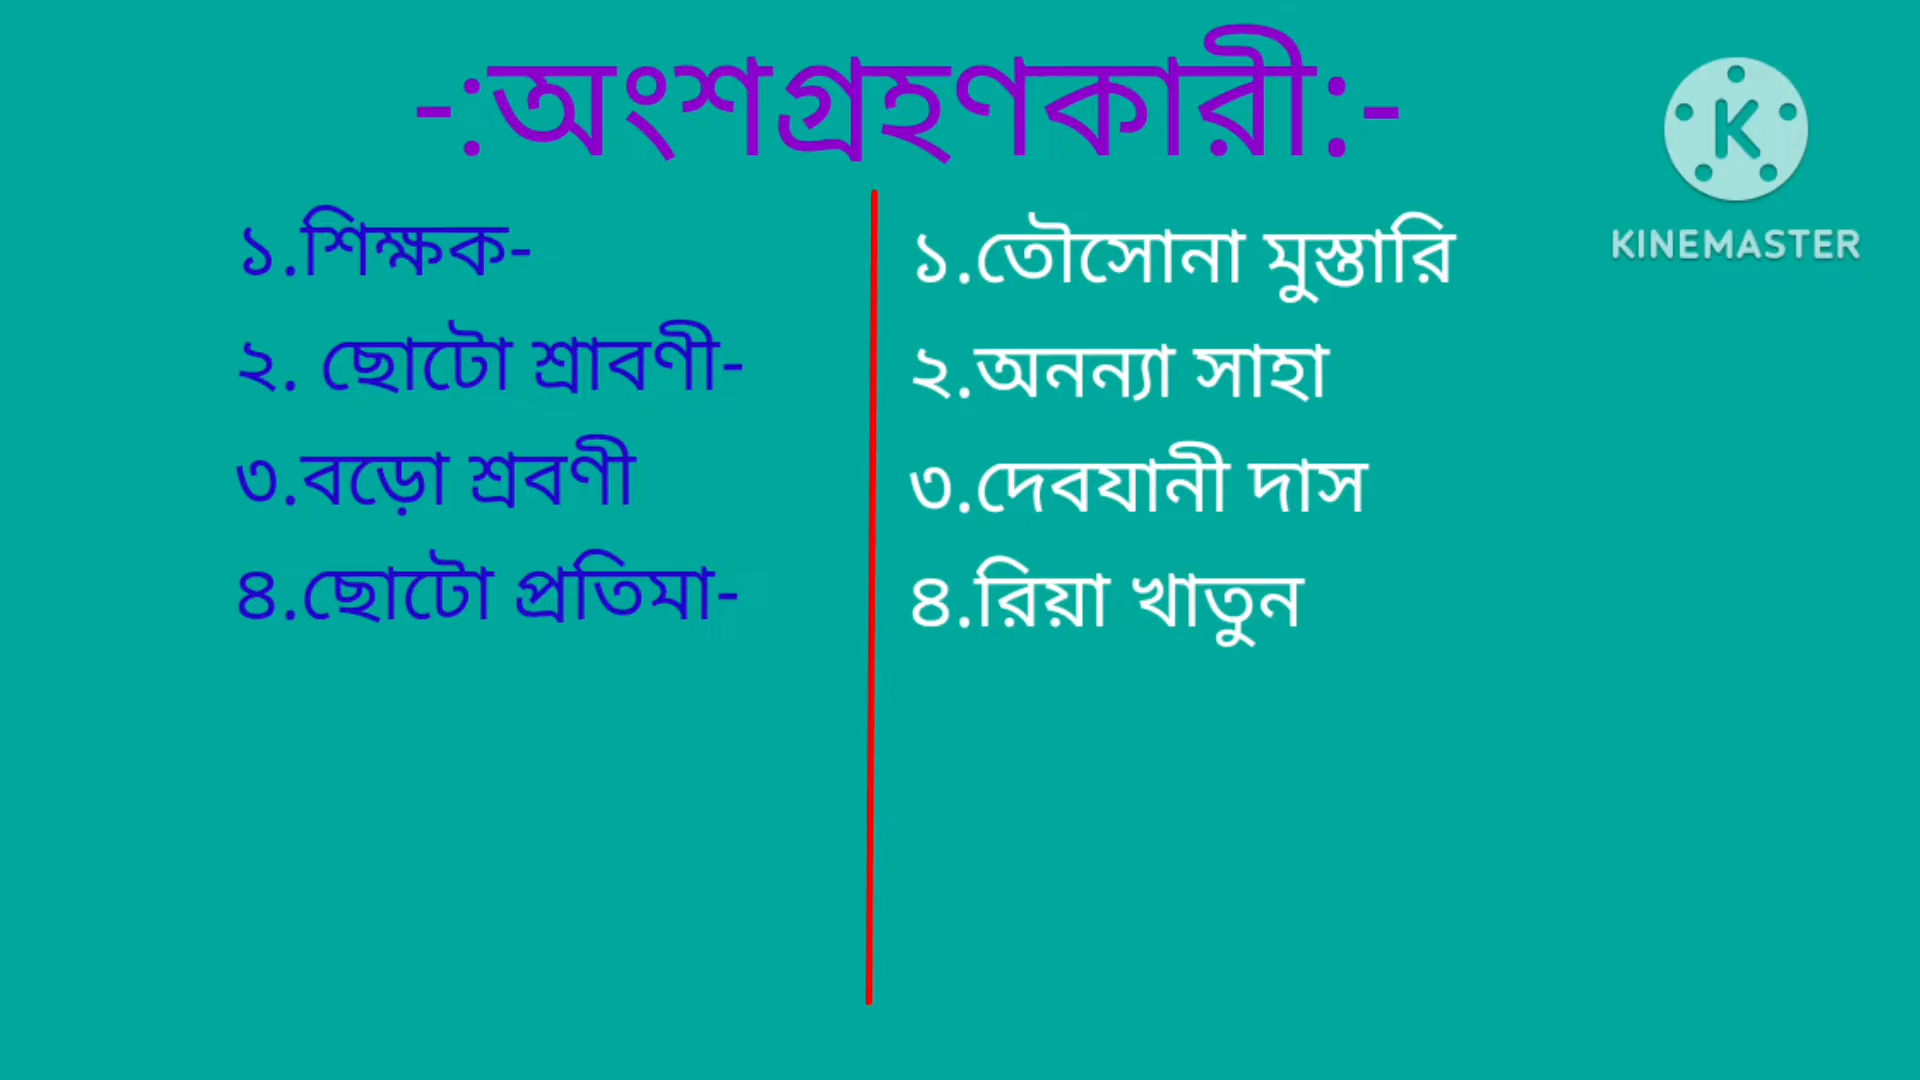 -:অংশগ্রহণকারী:-
১.শিক্ষক-
২. ছোটো শ্রাবণী-
৩.বড়ো শ্রবণী
৪.ছোটো প্রতিমা-
১.তৌসোনা মুস্তারি
২.অনন্যা সাহা
৩.দেবযানী দাস
৪.রিয়া খাতুন
K
KINEMASTER